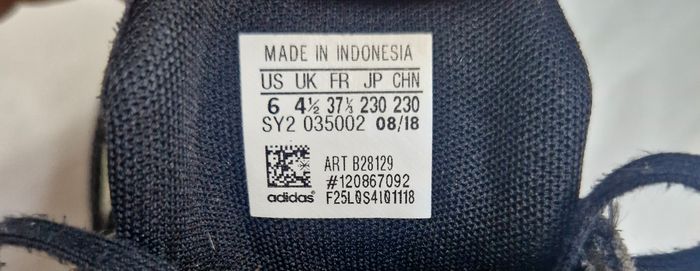 MADE IN INDONESIA
US UK FR JP CHN
6 4½ 37⅓ 230 230
SY2 035002 08/18
ART B28129
#120867092
adidas F25L0S4I01118